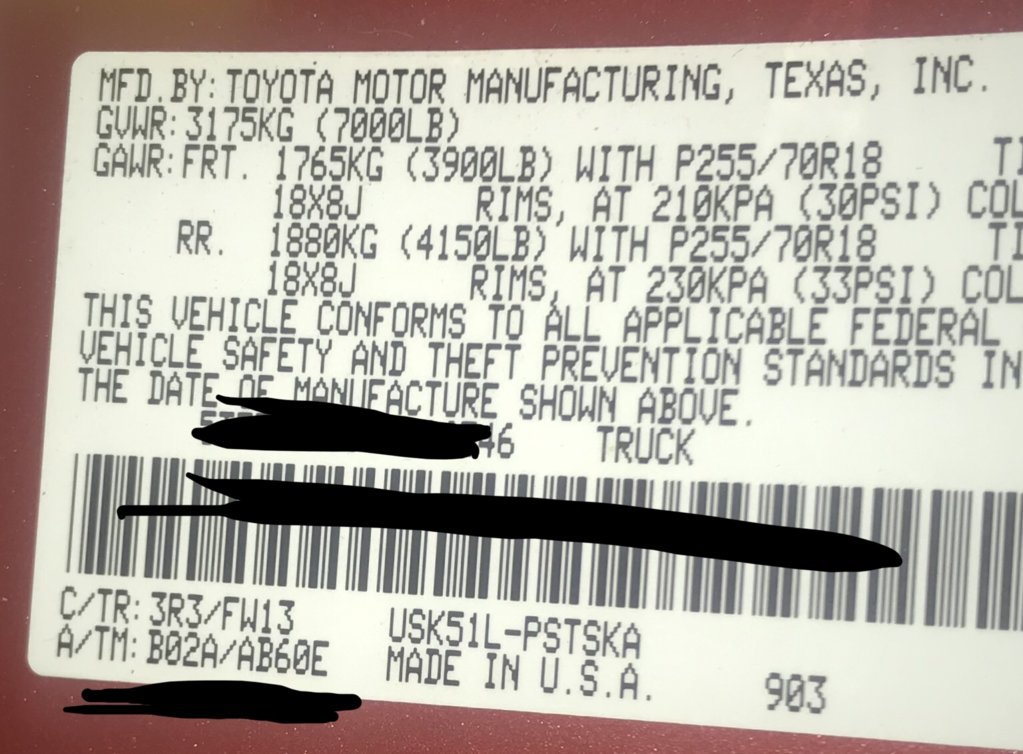 MFD.BY: TOYOTA MOTOR MANUFACTURING, TEXAS, INC.
GVWR: 3175KG (7000LB)
GAWR: FRT. 1765KG (3900LB) WITH P255/70R18 TI
18X8J RIMS, AT 210KPA (30PSI) COL
RR. 1880KG (4150LB) WITH P255/70R18 TI
18X8J RIMS, AT 230KPA (33PSI) COL
THIS VEHICLE CONFORMS TO ALL APPLICABLE FEDERAL
VEHICLE SAFETY AND THEFT PREVENTION STANDARDS IN
THE DATE OF MANUFACTURE SHOWN ABOVE.
46 TRUCK
C/TR: 3R3/FW13 USK51L-PSTSKA
A/TM: B02A/AB60E MADE IN U.S.A. 903